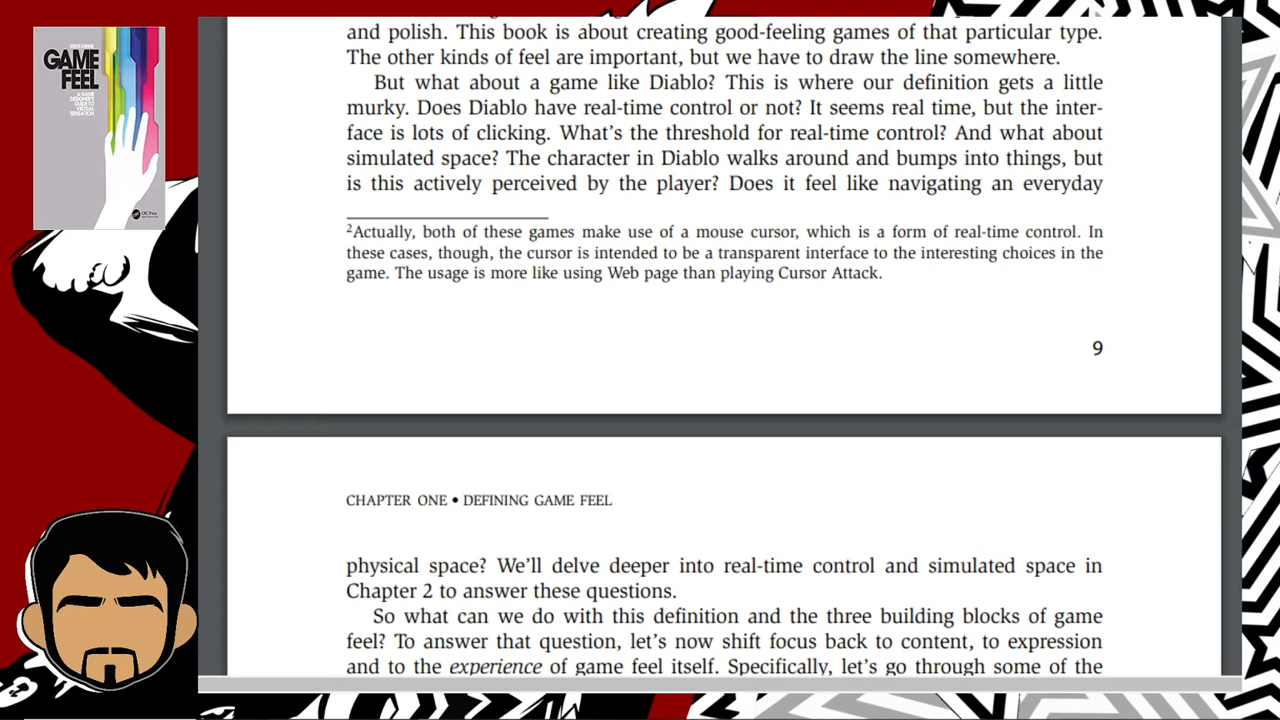 STEVE SWINK
GAME
FEEL
A GAME
DESIGNER'S
GUIDE TO
VIRTUAL
SENSATION
CRC Press
and polish. This book is about creating good-feeling games of that particular type.
The other kinds of feel are important, but we have to draw the line somewhere.
But what about a game like Diablo? This is where our definition gets a little
murky. Does Diablo have real-time control or not? It seems real time, but the inter-
face is lots of clicking. What's the threshold for real-time control? And what about
simulated space? The character in Diablo walks around and bumps into things, but
is this actively perceived by the player? Does it feel like navigating an everyday
2Actually, both of these games make use of a mouse cursor, which is a form of real-time control. In
these cases, though, the cursor is intended to be a transparent interface to the interesting choices in the
game. The usage is more like using Web page than playing Cursor Attack.
9
CHAPTER ONE • DEFINING GAME FEEL
physical space? We'll delve deeper into real-time control and simulated space in
Chapter 2 to answer these questions.
So what can we do with this definition and the three building blocks of game
feel? To answer that question, let's now shift focus back to content, to expression
and to the experience of game feel itself. Specifically, let's go through some of the